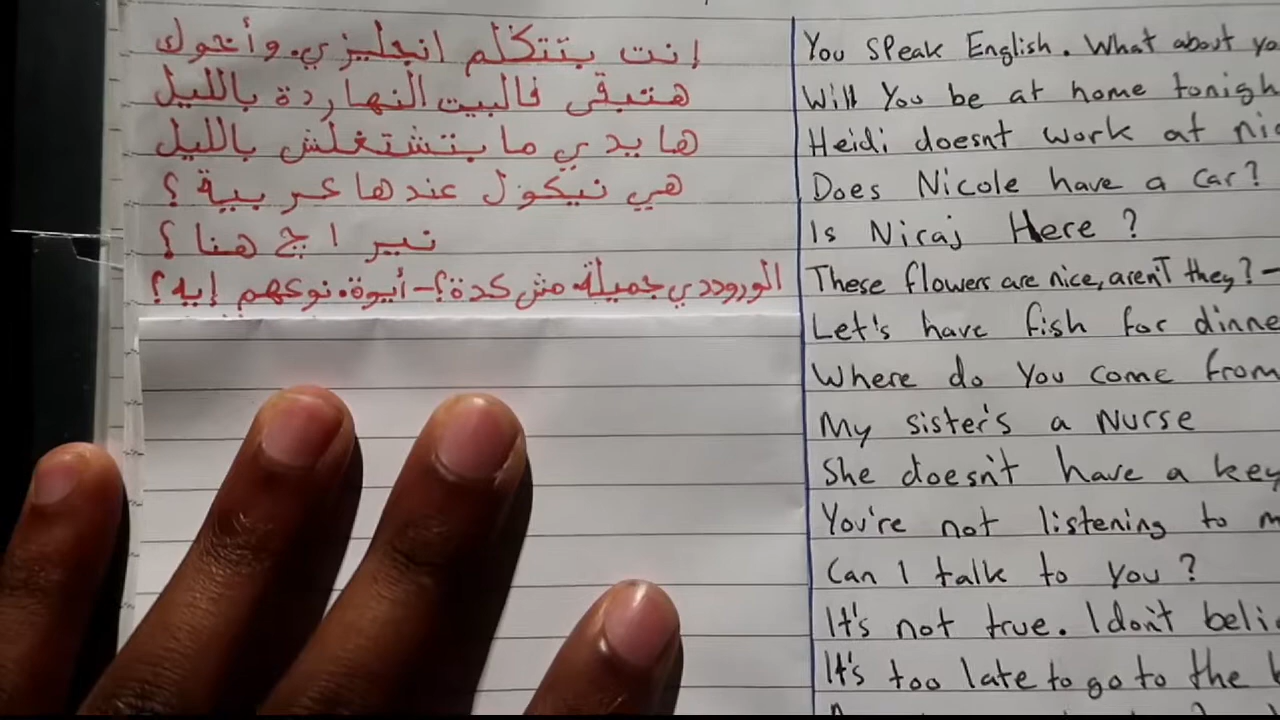 إنت بتتكلم انجليزي. وأخوك
هتبقى فالبيت النهاردة بالليل
هايدي ما بتشتغلش بالليل
هي نيكول عندها عربية ؟
نيراج هنا ؟
الورود دي جميلة. مش كدة؟ - أيوة. نوعهم إيه ؟
You speak English. What about
Will You be at home
Heidi doesnt work at
Does Nicole have a car?
Is Niraj Here ?
These flowers are nice, aren't they? -
Let's have fish for
Where do You come from
My sister's a Nurse
She doesn't have a key
You're not listening to
Can I talk to you ?
It's not true. I don't
It's too late to go to the